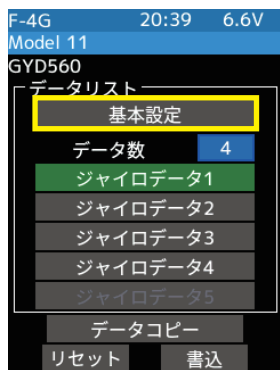 F-4G 20:39 6.6V
Model 11
GYD560
データリスト
基本設定
データ数 4
ジャイロデータ1
ジャイロデータ2
ジャイロデータ3
ジャイロデータ4
ジャイロデータ5
データコピー
リセット 書込